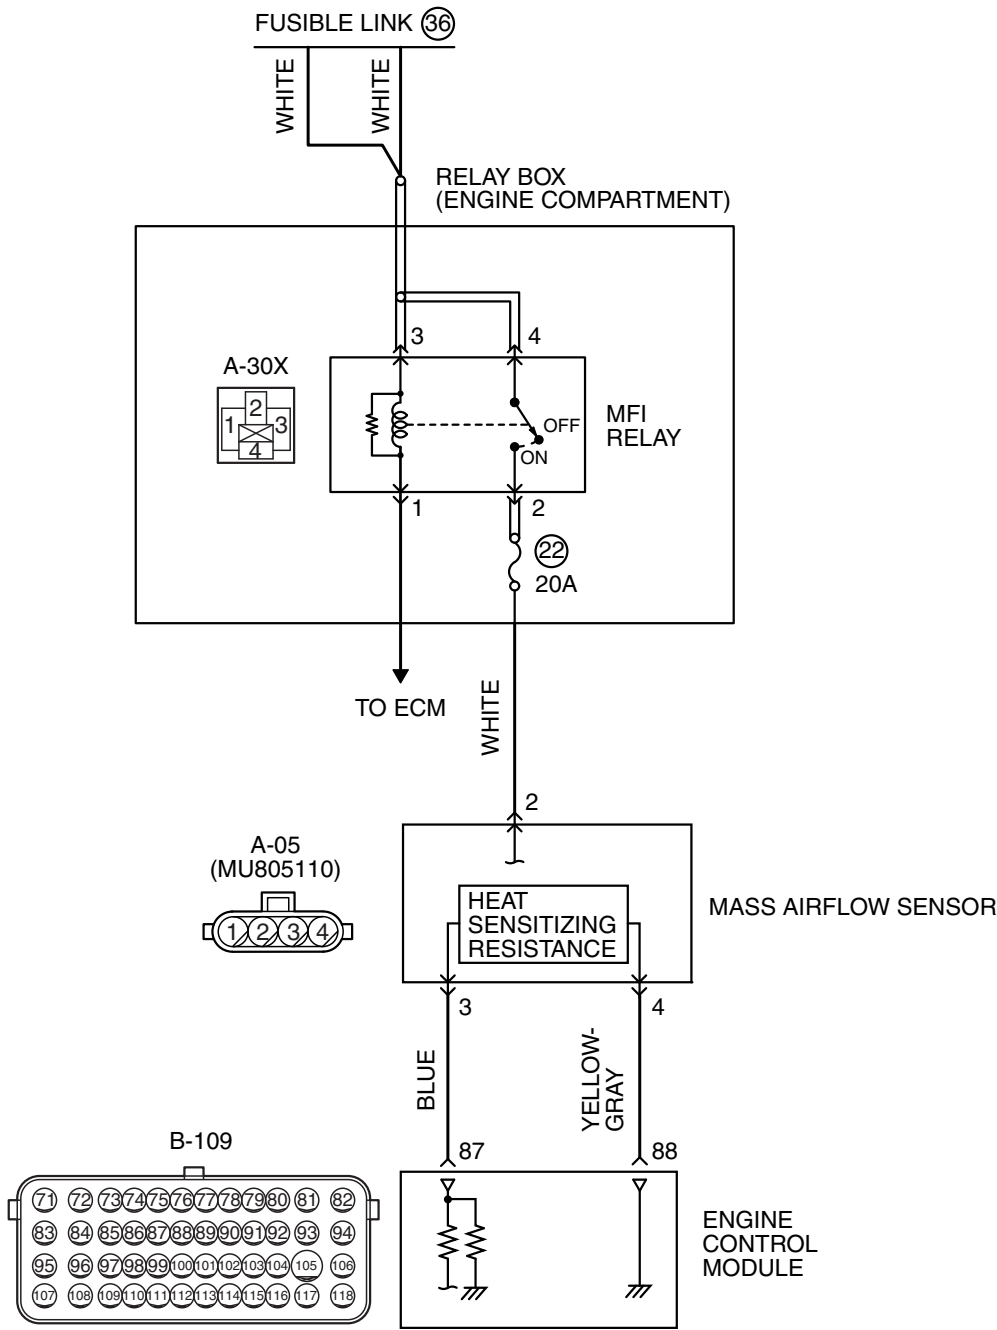 FUSIBLE LINK 36
WHITE
WHITE
RELAY BOX
(ENGINE COMPARTMENT)
3
4
A-30X
2
1
3
4
OFF
ON
MFI
RELAY
1
2
22
20A
TO ECM
WHITE
2
A-05
(MU805110)
1 2 3 4
HEAT
SENSITIZING
RESISTANCE
MASS AIRFLOW SENSOR
3
4
BLUE
YELLOW-
GRAY
B-109
87
88
71 72 73 74 75 76 77 78 79 80 81 82
83 84 85 86 87 88 89 90 91 92 93 94
95 96 97 98 99 100 101 102 103 104 105 106
107 108 109 110 111 112 113 114 115 116 117 118
ENGINE
CONTROL
MODULE